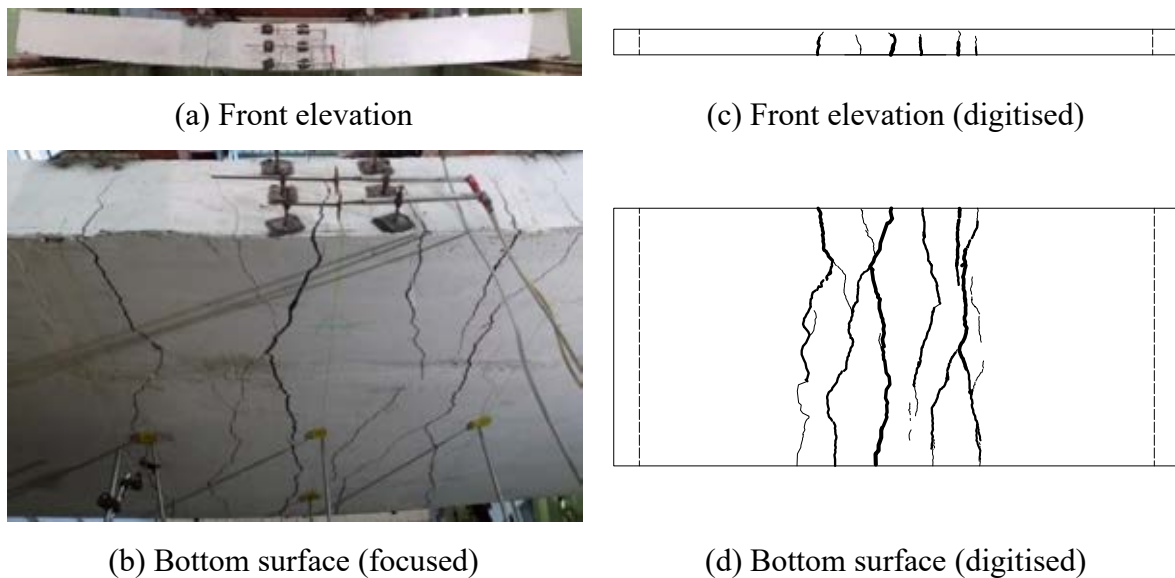 (a) Front elevation
(c) Front elevation (digitised)
(b) Bottom surface (focused)
(d) Bottom surface (digitised)